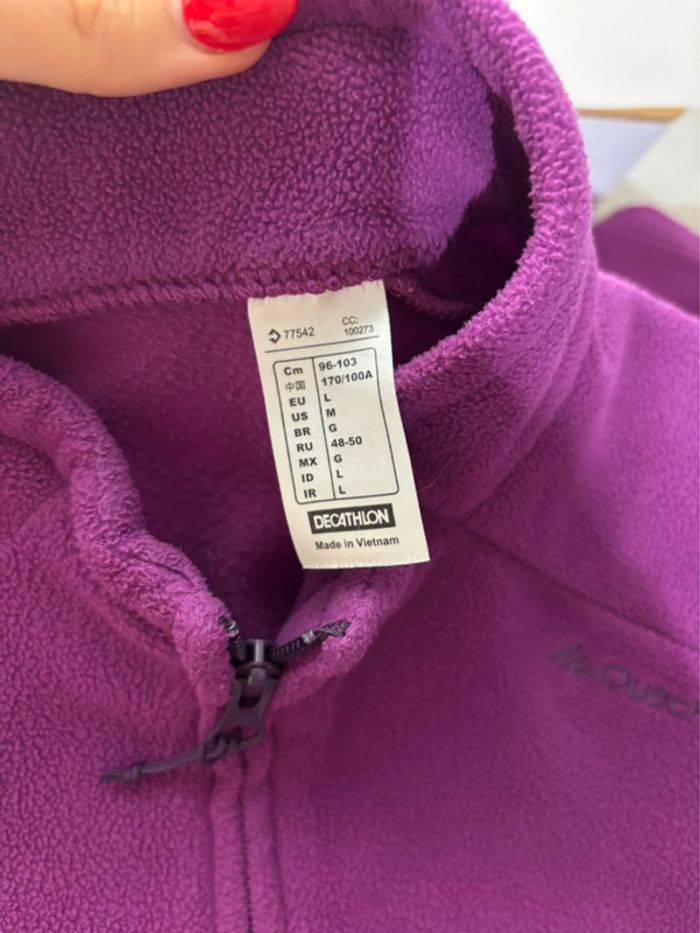 77542 CC: 100273
Cm 96-103
中国 170/100A
EU L
US M
BR G
RU 48-50
MX G
ID L
IR L
DECATHLON
Made in Vietnam